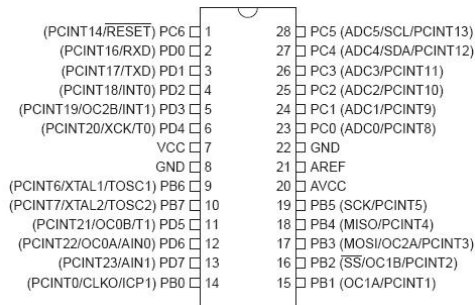 (PCINT14/RESET) PC6 1 28 PC5 (ADC5/SCL/PCINT13)
(PCINT16/RXD) PD0 2 27 PC4 (ADC4/SDA/PCINT12)
(PCINT17/TXD) PD1 3 26 PC3 (ADC3/PCINT11)
(PCINT18/INT0) PD2 4 25 PC2 (ADC2/PCINT10)
(PCINT19/OC2B/INT1) PD3 5 24 PC1 (ADC1/PCINT9)
(PCINT20/XCK/T0) PD4 6 23 PC0 (ADC0/PCINT8)
VCC 7 22 GND
GND 8 21 AREF
(PCINT6/XTAL1/TOSC1) PB6 9 20 AVCC
(PCINT7/XTAL2/TOSC2) PB7 10 19 PB5 (SCK/PCINT5)
(PCINT21/OC0B/T1) PD5 11 18 PB4 (MISO/PCINT4)
(PCINT22/OC0A/AIN0) PD6 12 17 PB3 (MOSI/OC2A/PCINT3)
(PCINT23/AIN1) PD7 13 16 PB2 (SS/OC1B/PCINT2)
(PCINT0/CLKO/ICP1) PB0 14 15 PB1 (OC1A/PCINT1)